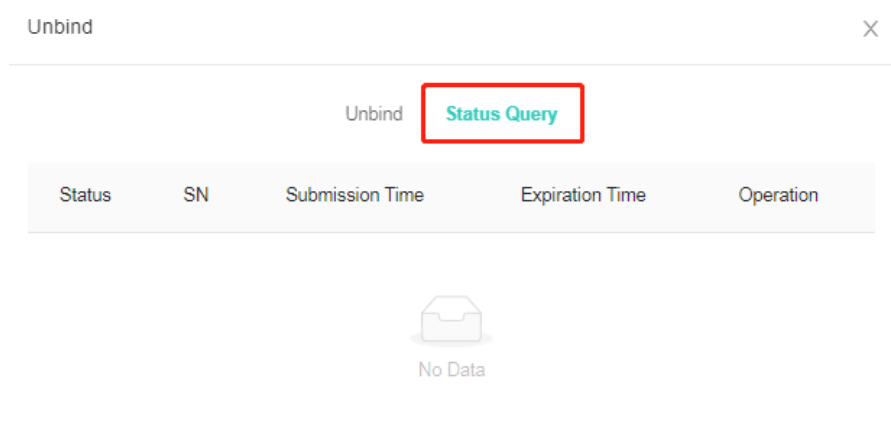 Unbind
Unbind Status Query
Status SN Submission Time Expiration Time Operation
No Data